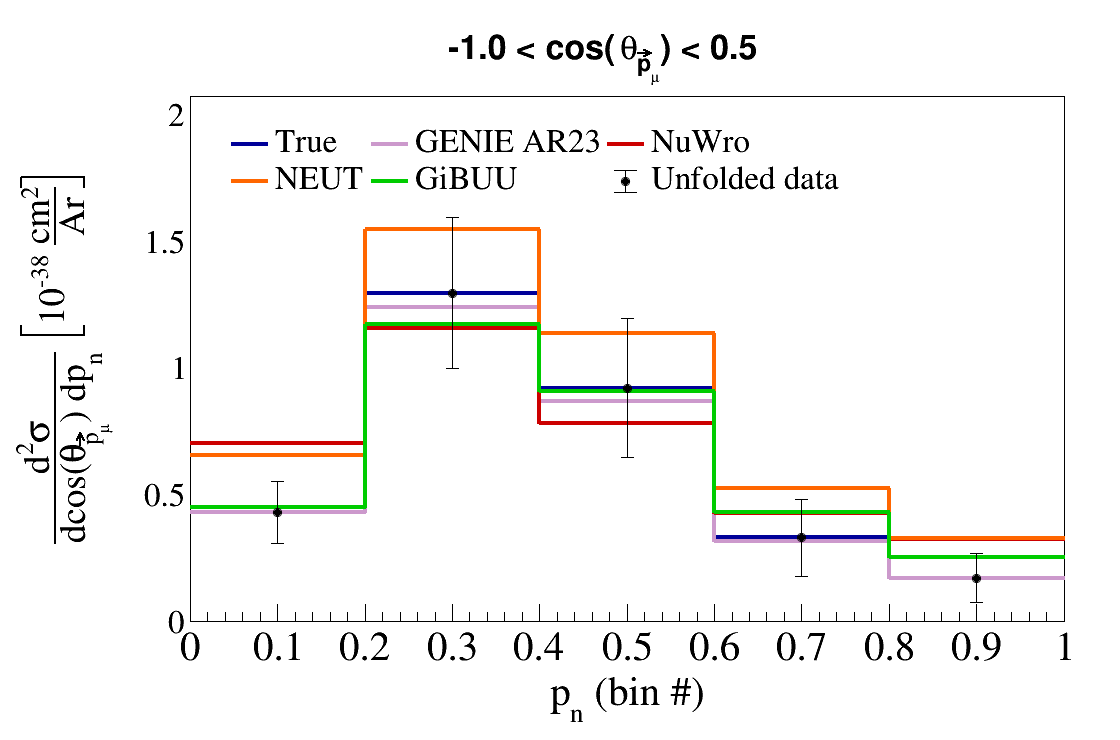 -1.0 < cos(θ_{\vec{p}_μ}) < 0.5
True GENIE AR23 NuWro
NEUT GiBUU Unfolded data
d²σ / dcos(θ_{\vec{p}_μ}) dp_n [10⁻³⁸ cm² / Ar]
2
1.5
1
0.5
0
0 0.1 0.2 0.3 0.4 0.5 0.6 0.7 0.8 0.9 1
p_n (bin #)